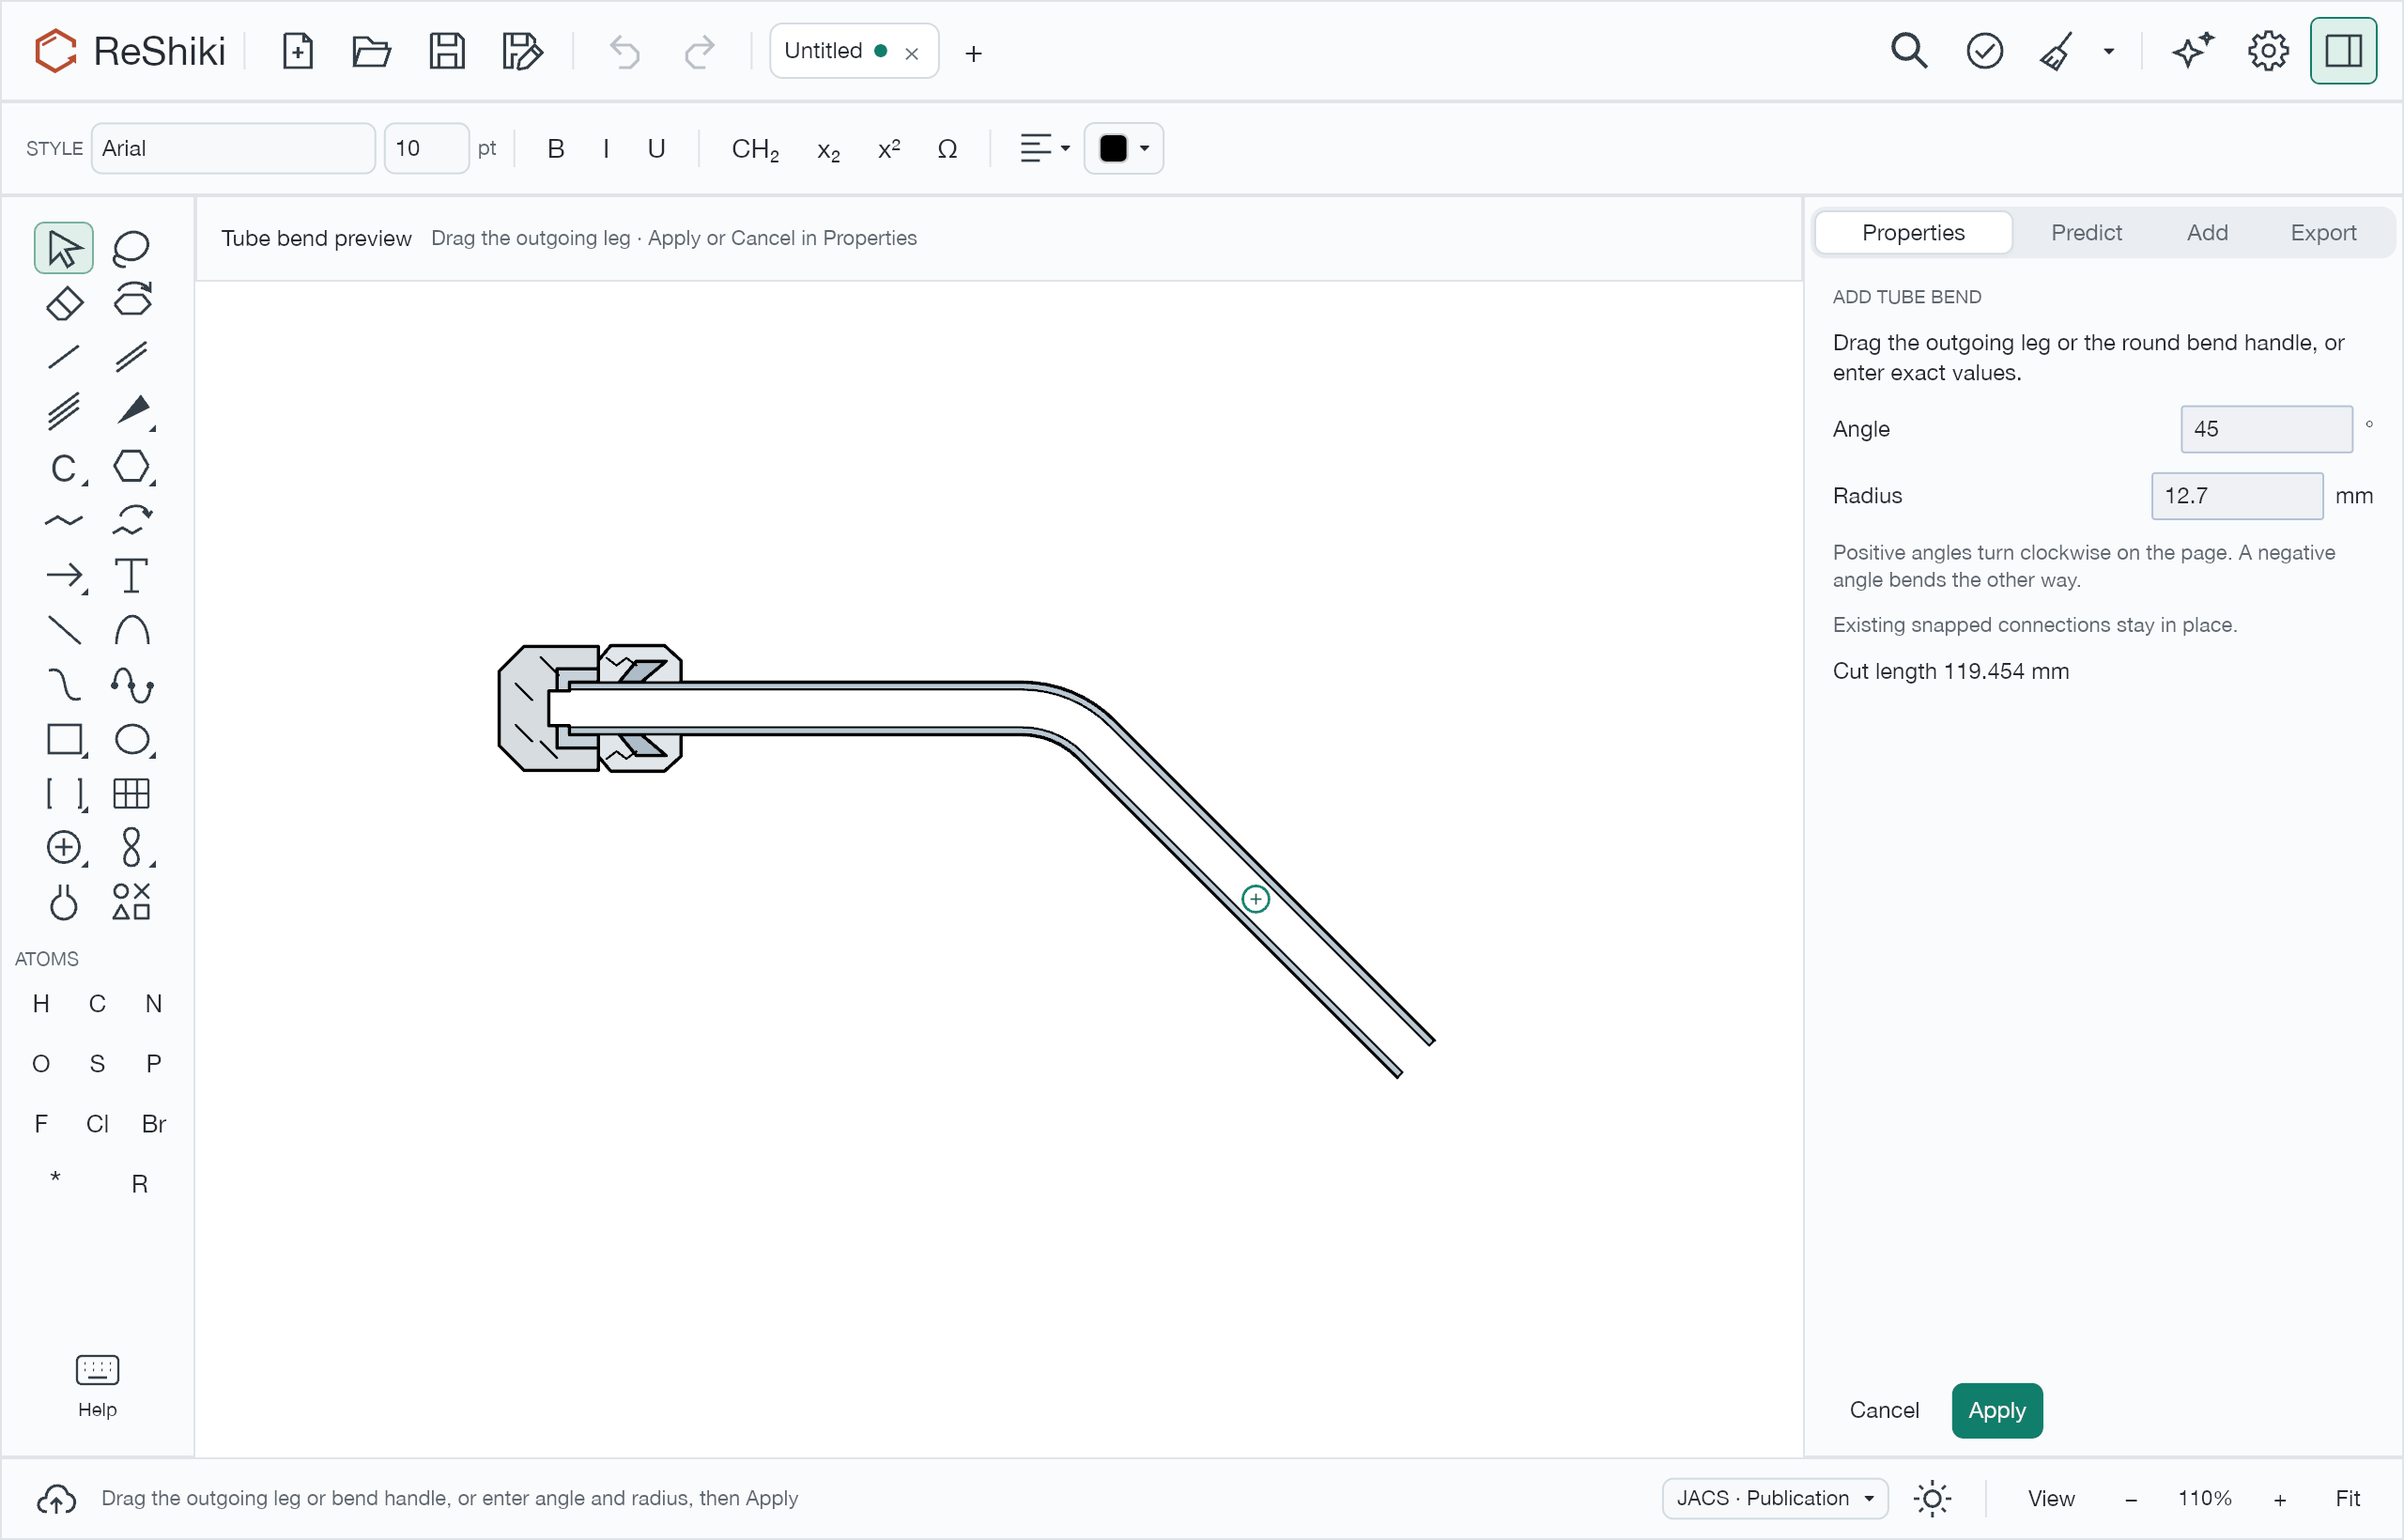 ReShiki
Untitled
STYLE Arial 10 pt B I U CH₂ x₂ x² Ω
Tube bend preview Drag the outgoing leg · Apply or Cancel in Properties
Properties Predict Add Export
ADD TUBE BEND
Drag the outgoing leg or the round bend handle, or
enter exact values.
Angle 45 °
Radius 12.7 mm
Positive angles turn clockwise on the page. A negative
angle bends the other way.
Existing snapped connections stay in place.
Cut length 119.454 mm
C
T
ATOMS
H C N
O S P
F Cl Br
* R
Help
Cancel Apply
Drag the outgoing leg or bend handle, or enter angle and radius, then Apply
JACS · Publication View − 110% + Fit